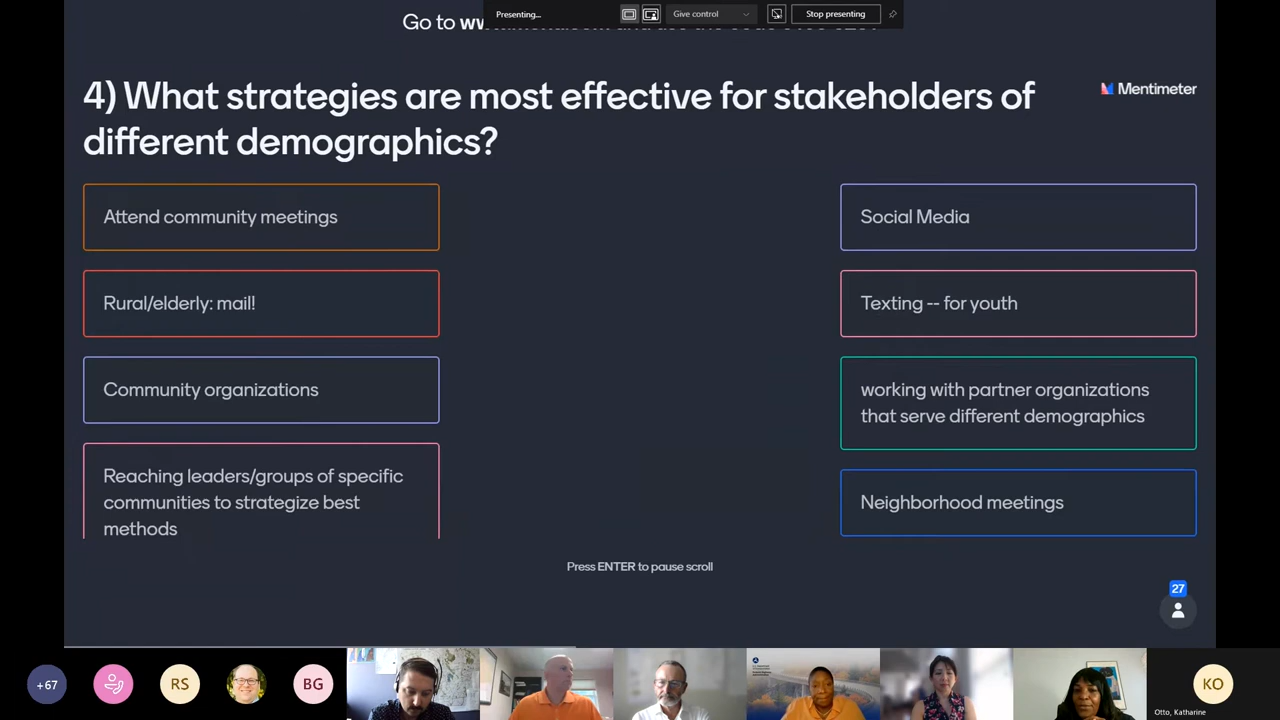 Presenting...
Give control
Stop presenting
Go to
4) What strategies are most effective for stakeholders of
different demographics?
Mentimeter
Attend community meetings
Rural/elderly: mail!
Community organizations
Reaching leaders/groups of specific
communities to strategize best
methods
Social Media
Texting -- for youth
working with partner organizations
that serve different demographics
Neighborhood meetings
Press ENTER to pause scroll
27
+67
RS
BG
KO
Otto, Katharine